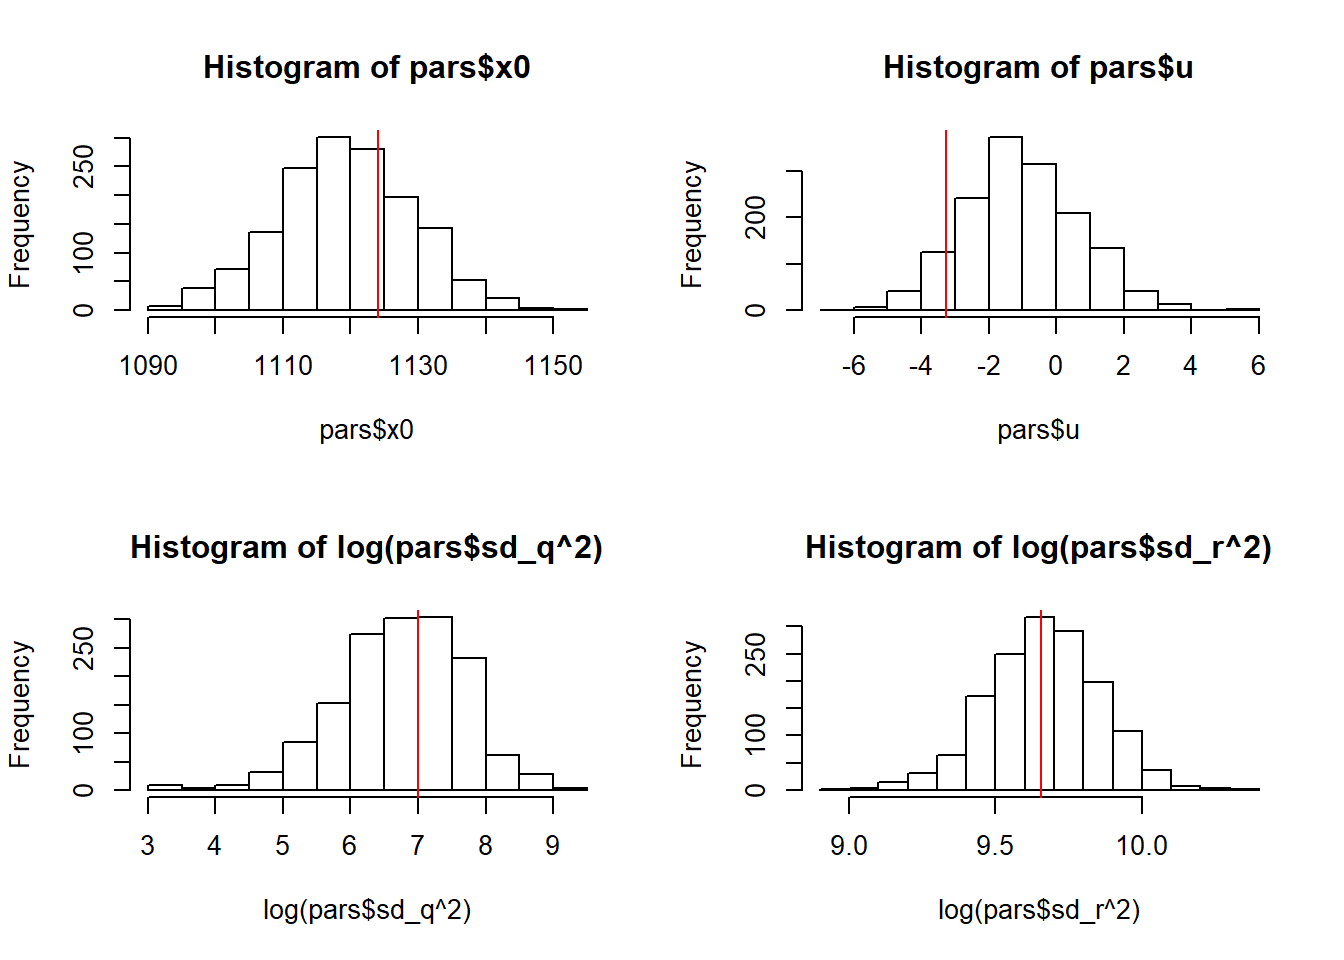 Histogram of pars$x0
Frequency
0
100
250
1090
1110
1130
1150
pars$x0
Histogram of pars$u
Frequency
0
200
-6
-4
-2
0
2
4
6
pars$u
Histogram of log(pars$sd_q^2)
Frequency
0
100
250
3
4
5
6
7
8
9
log(pars$sd_q^2)
Histogram of log(pars$sd_r^2)
Frequency
0
100
250
9.0
9.5
10.0
log(pars$sd_r^2)